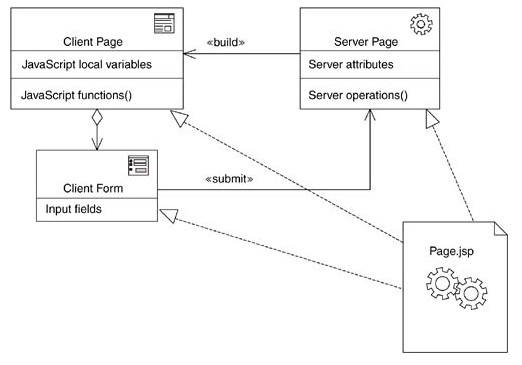 Client Page
JavaScript local variables
JavaScript functions()
«build»
Server Page
Server attributes
Server operations()
Client Form
Input fields
«submit»
Page.jsp